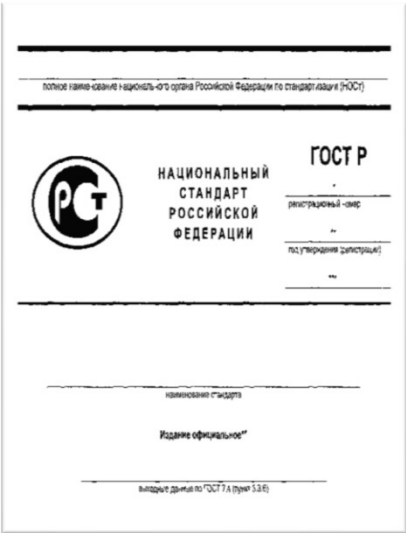 полное наименование национального органа Российской Федерации по стандартизации (НОСт)
ГОСТ Р
НАЦИОНАЛЬНЫЙ
СТАНДАРТ
РОССИЙСКОЙ
ФЕДЕРАЦИИ
РСТ
*
регистрационный номер
**
год утверждения (регистрации)
***
наименование стандарта
Издание официальное**
выходные данные по ГОСТ 7.4 (пункт 5.3.6)